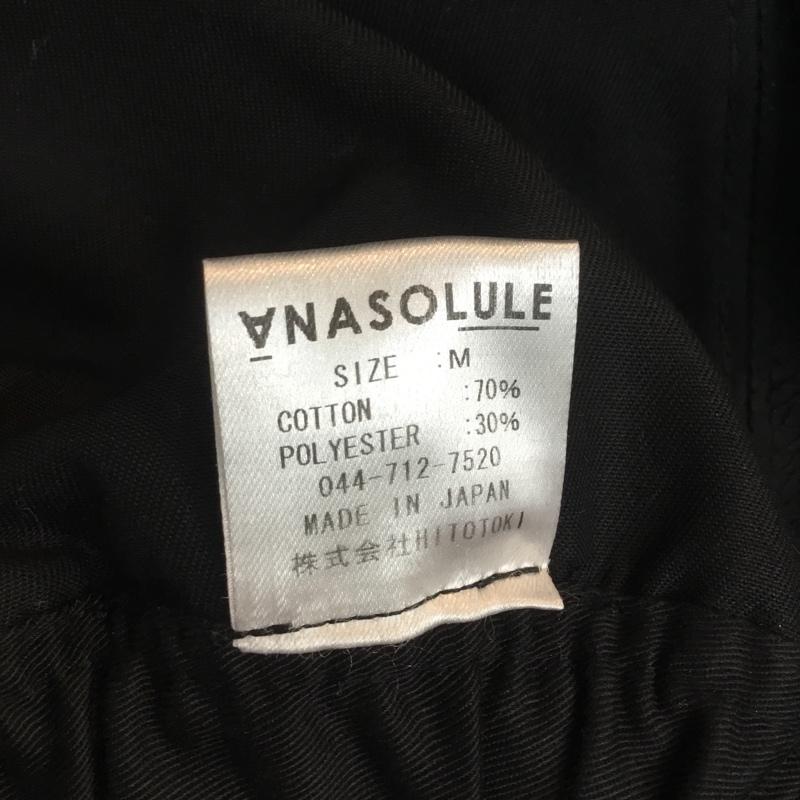 ∀NASOLULE
SIZE :M
COTTON :70%
POLYESTER :30%
044-712-7520
MADE IN JAPAN
株式会社HITOTOKI